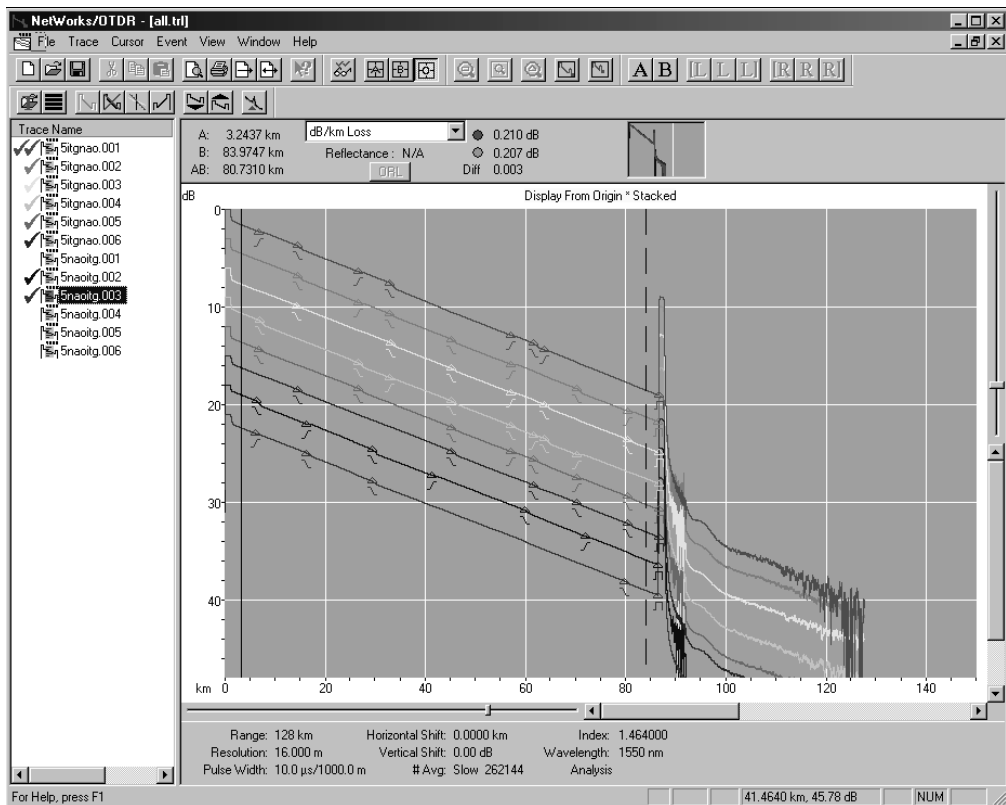 NetWorks/OTDR - [all.trl]
File Trace Cursor Event View Window Help
A B L L L R R R
Trace Name
5itgnao.001
5itgnao.002
5itgnao.003
5itgnao.004
5itgnao.005
5itgnao.006
5naoitg.001
5naoitg.002
5naoitg.003
5naoitg.004
5naoitg.005
5naoitg.006
A: 3.2437 km
B: 83.9747 km
AB: 80.7310 km
dB/km Loss
Reflectance : N/A
ORL
0.210 dB
0.207 dB
Diff 0.003
dB
Display From Origin * Stacked
0
10
20
30
40
km 0 20 40 60 80 100 120 140
Range: 128 km Horizontal Shift: 0.0000 km Index: 1.464000
Resolution: 16.000 m Vertical Shift: 0.00 dB Wavelength: 1550 nm
Pulse Width: 10.0 µs/1000.0 m # Avg: Slow 262144 Analysis
For Help, press F1
41.4640 km, 45.78 dB NUM